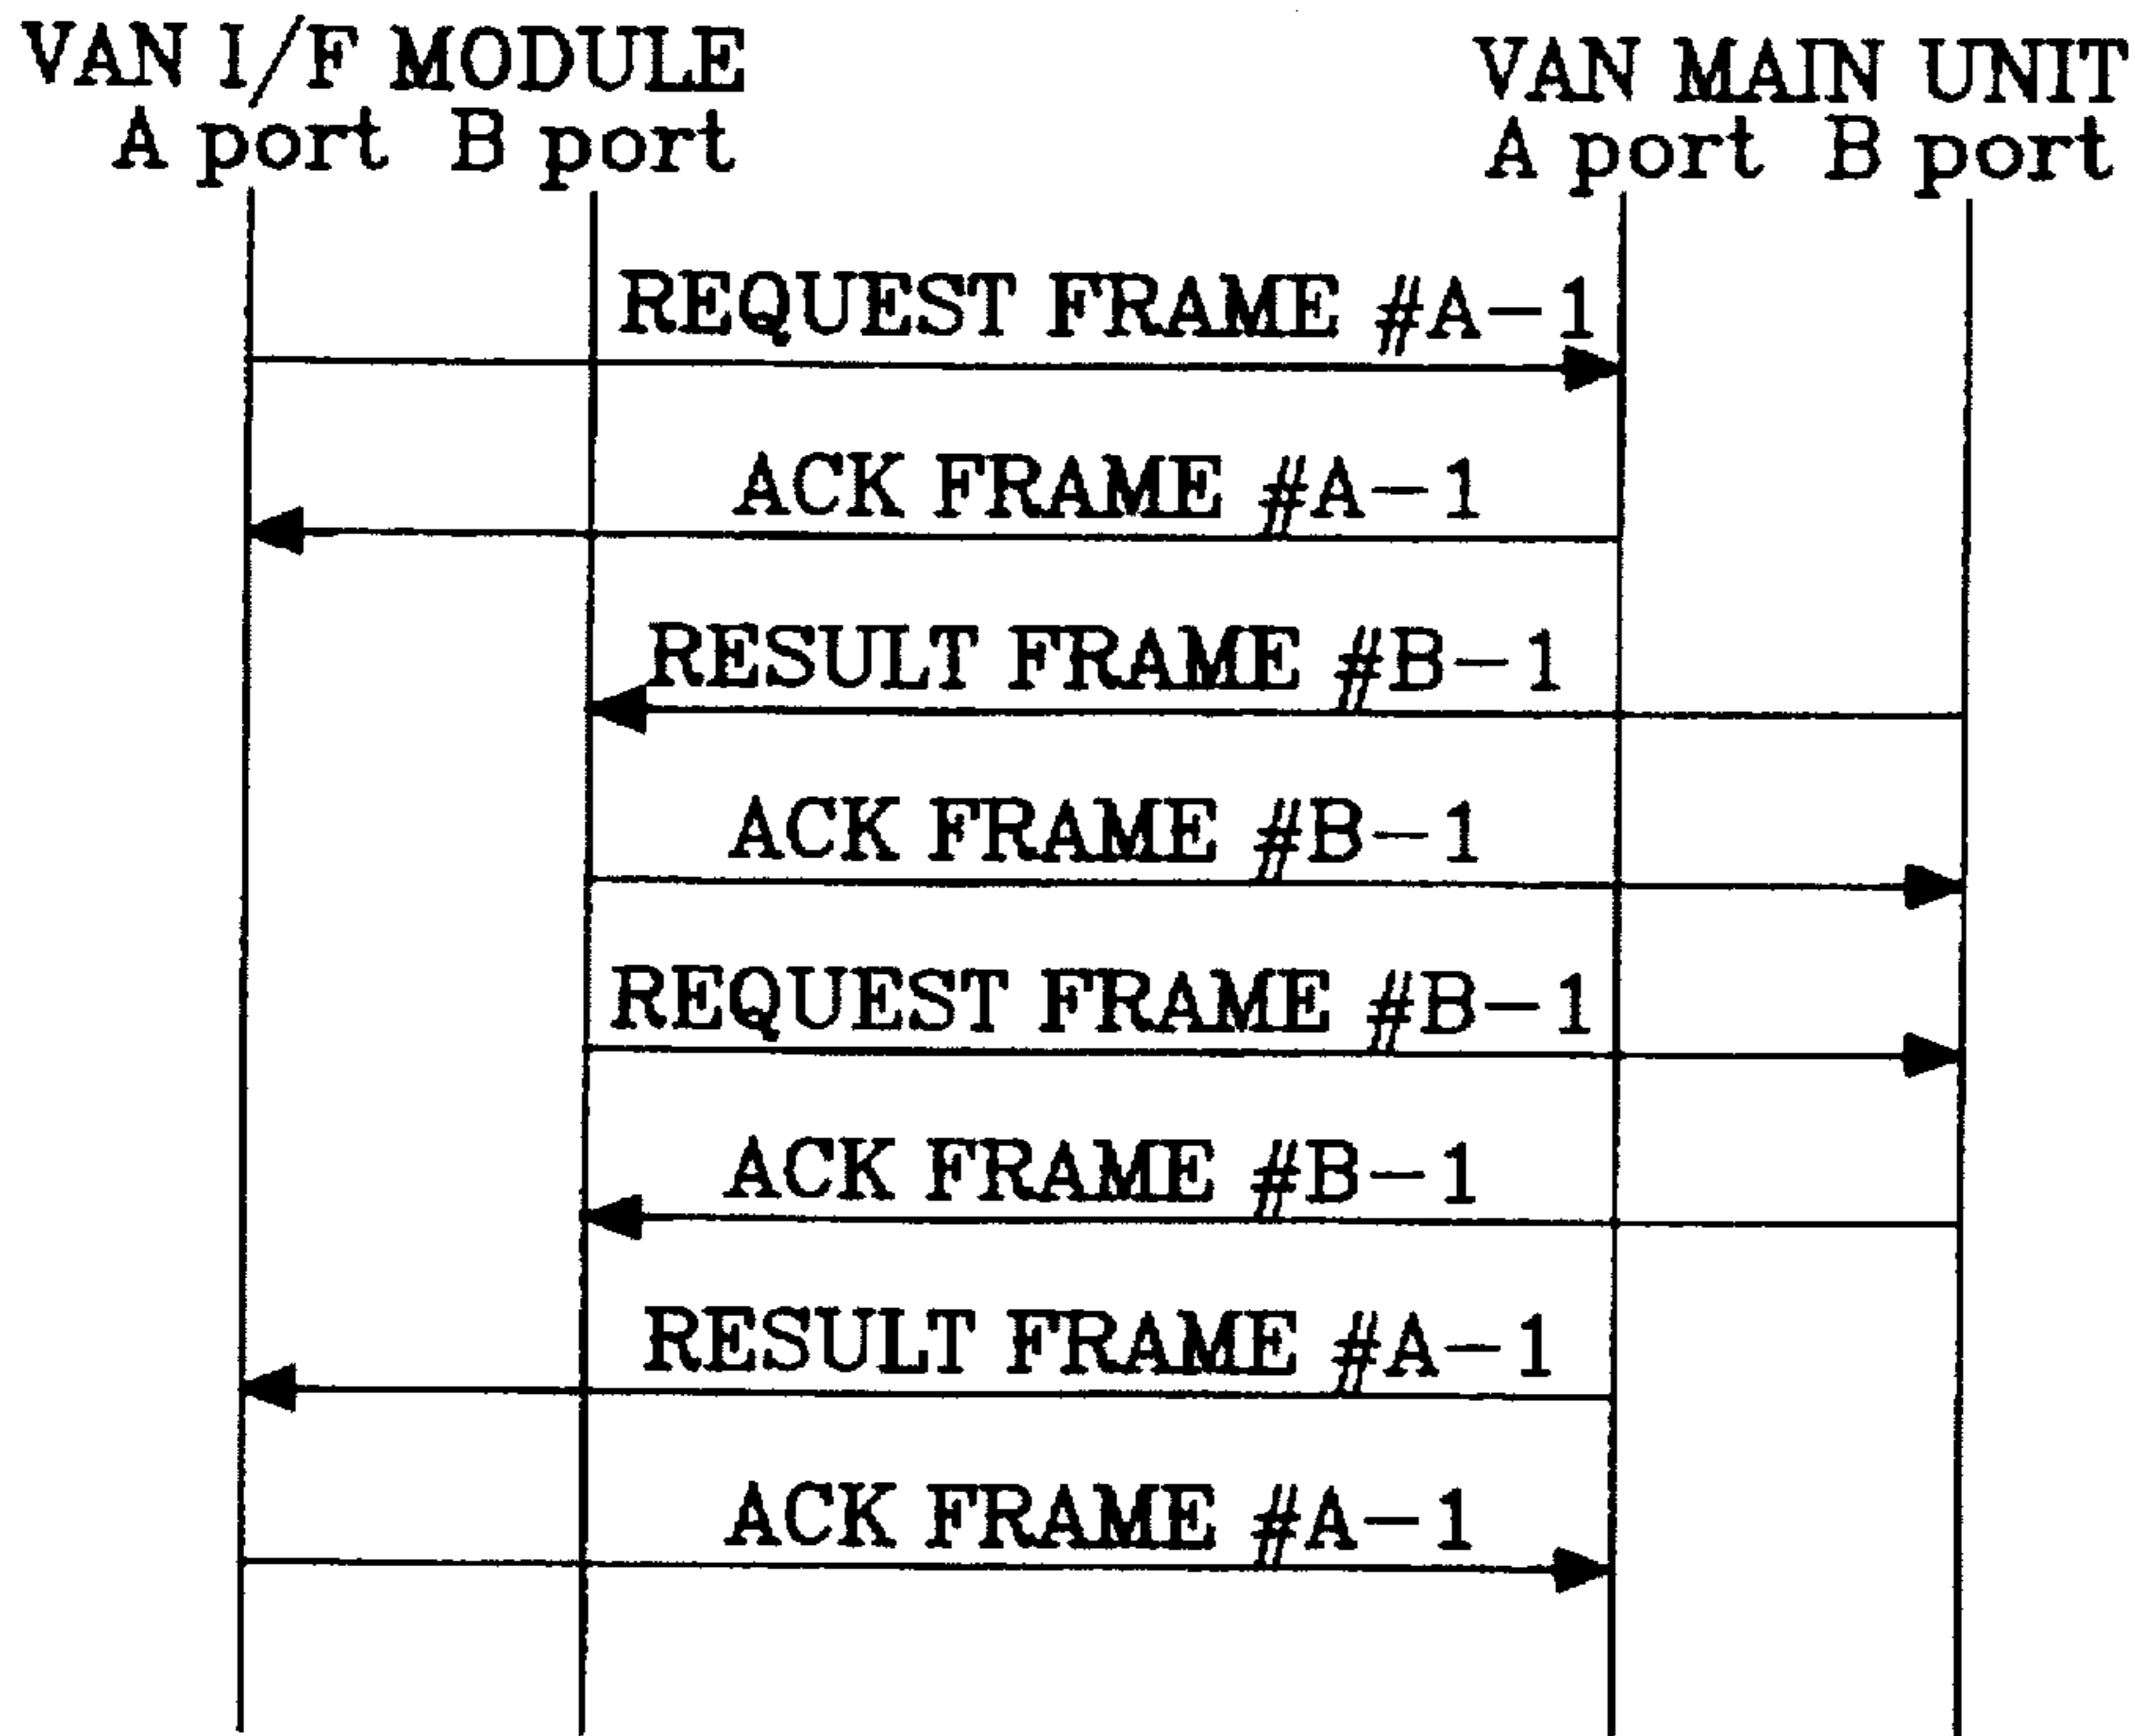 VAN I/F MODULE
A port B port
VAN MAIN UNIT
A port B port
REQUEST FRAME #A-1
ACK FRAME #A-1
RESULT FRAME #B-1
ACK FRAME #B-1
REQUEST FRAME #B-1
ACK FRAME #B-1
RESULT FRAME #A-1
ACK FRAME #A-1